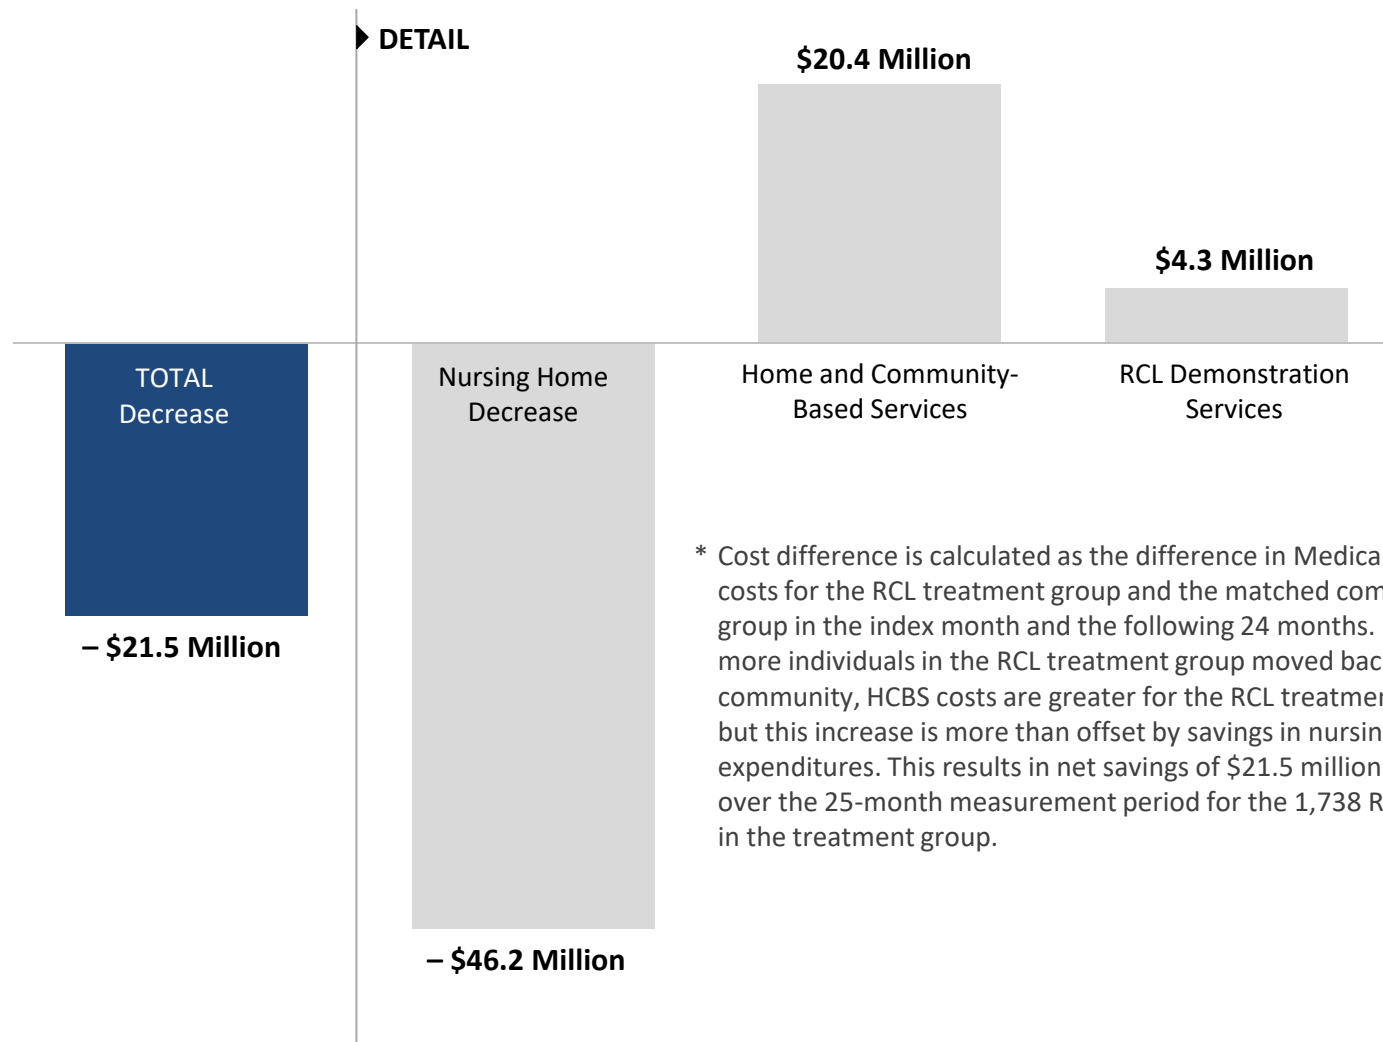 DETAIL
$20.4 Million
$4.3 Million
TOTAL
Decrease
Nursing Home
Decrease
Home and Community-
Based Services
RCL Demonstration
Services
– $21.5 Million
– $46.2 Million
* Cost difference is calculated as the difference in
costs for the RCL treatment group and the matched
group in the index month and the following 24 months.
more individuals in the RCL treatment group moved
community, HCBS costs are greater for the RCL
but this increase is more than offset by savings in
expenditures. This results in net savings of $21.5 million
over the 25-month measurement period for the 1,738
in the treatment group.